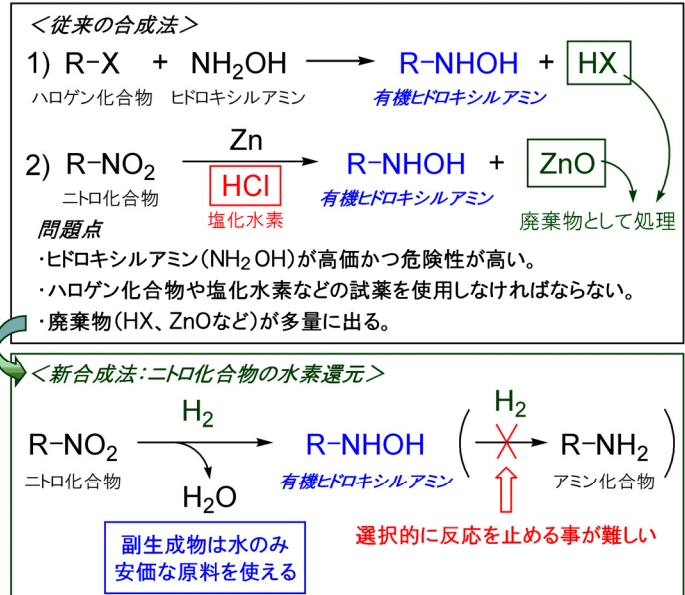 ＜従来の合成法＞
1) R−X + NH₂OH → R−NHOH + HX
ハロゲン化合物 ヒドロキシルアミン 有機ヒドロキシルアミン
Zn
2) R−NO₂ → R−NHOH + ZnO
HCl
ニトロ化合物 塩化水素 有機ヒドロキシルアミン 廃棄物として処理
問題点
・ヒドロキシルアミン（NH₂OH）が高価かつ危険性が高い。
・ハロゲン化合物や塩化水素などの試薬を使用しなければならない。
・廃棄物（HX、ZnOなど）が多量に出る。
＜新合成法：ニトロ化合物の水素還元＞
H₂ H₂
R−NO₂ → R−NHOH ( → R−NH₂ )
ニトロ化合物 有機ヒドロキシルアミン アミン化合物
H₂O
副生成物は水のみ
安価な原料を使える
選択的に反応を止める事が難しい